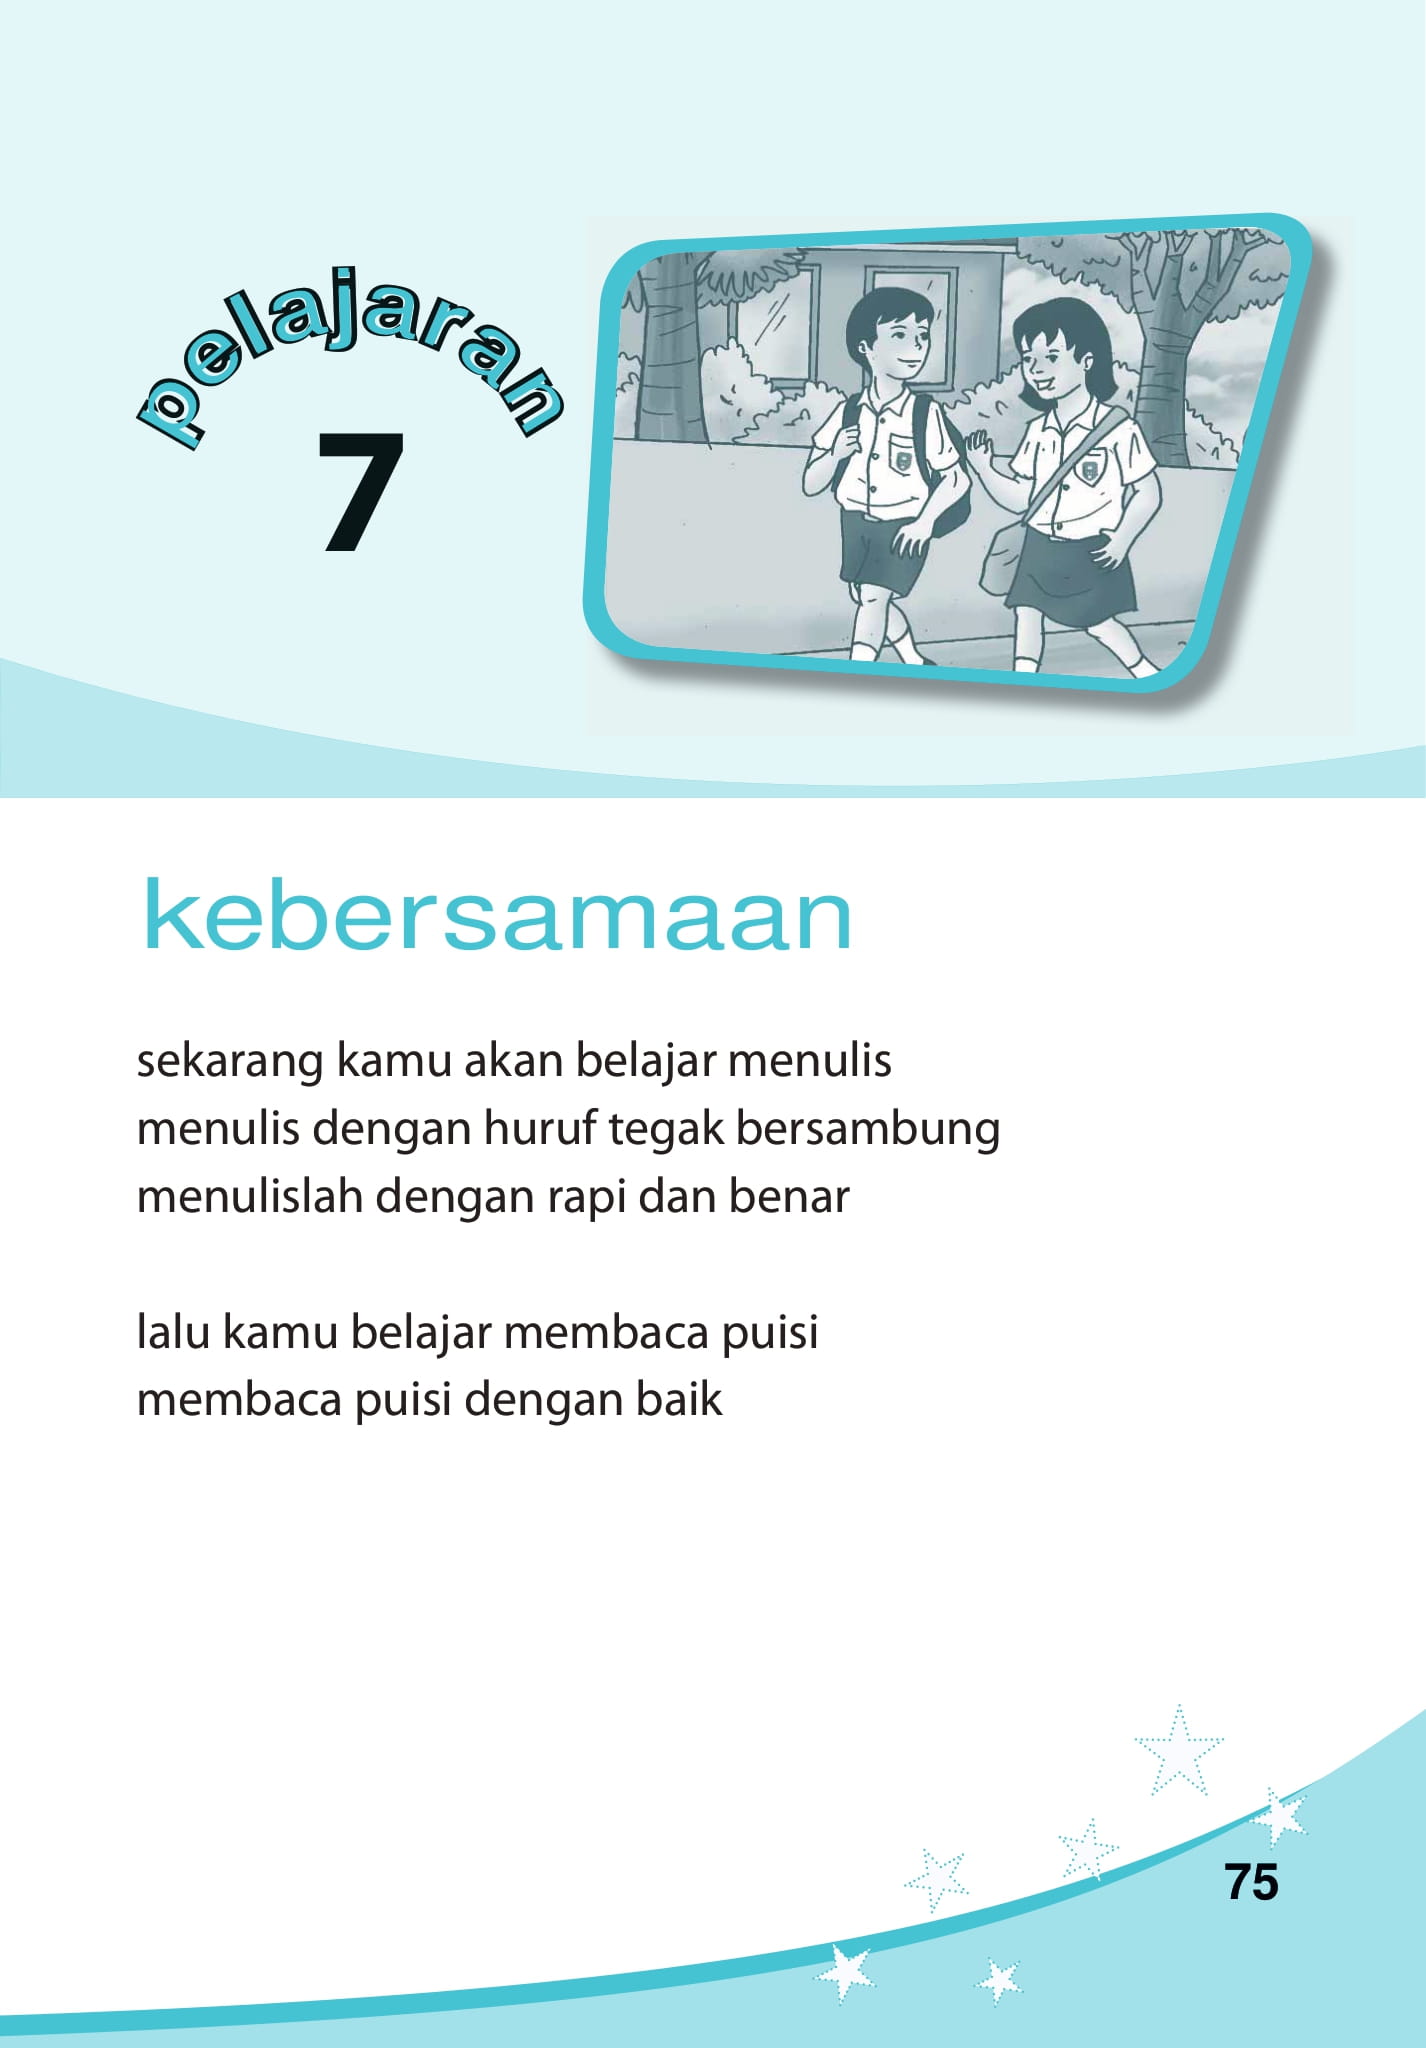 pelajaran
7
kebersamaan
sekarang kamu akan belajar menulis
menulis dengan huruf tegak bersambung
menulislah dengan rapi dan benar
lalu kamu belajar membaca puisi
membaca puisi dengan baik
75